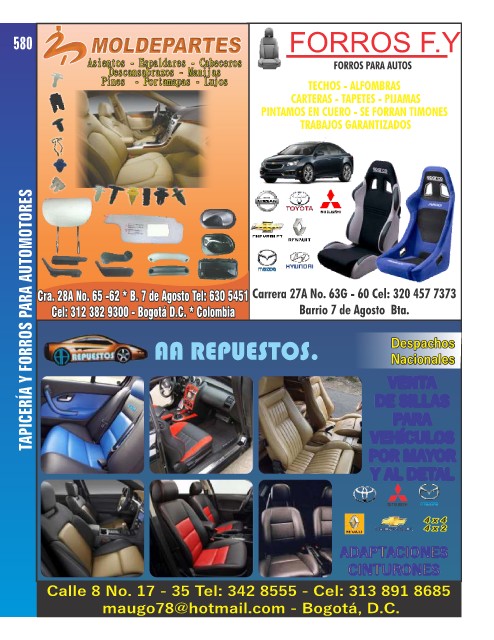 580
TAPICERÍA Y FORROS PARA AUTOMOTORES
MOLDEPARTES
Asientos - Espaldares - Cabeceros
Descansabrazos - Manijas
Pines - Portamapas - Lujos
Cra. 28A No. 65 -62 * B. 7 de Agosto Tel: 630 5451
Cel: 312 382 9300 - Bogotá D.C. * Colombia
FORROS F.Y
FORROS PARA AUTOS
TECHOS - ALFOMBRAS
CARTERAS - TAPETES - PIJAMAS
PINTAMOS EN CUERO - SE FORRAN TIMONES
TRABAJOS GARANTIZADOS
NISSAN
TOYOTA
CHEVROLET
RENAULT
mazda
HYUNDAI
Carrera 27A No. 63G - 60 Cel: 320 457 7373
Barrio 7 de Agosto Bta.
REPUESTOS
AA REPUESTOS.
Despachos
Nacionales
VENTA
DE SILLAS
PARA
VEHÍCULOS
POR MAYOR
Y AL DETAL
RENAULT
4x4
4x2
ADAPTACIONES
CINTURONES
Calle 8 No. 17 - 35 Tel: 342 8555 - Cel: 313 891 8685
maugo78@hotmail.com - Bogotá, D.C.